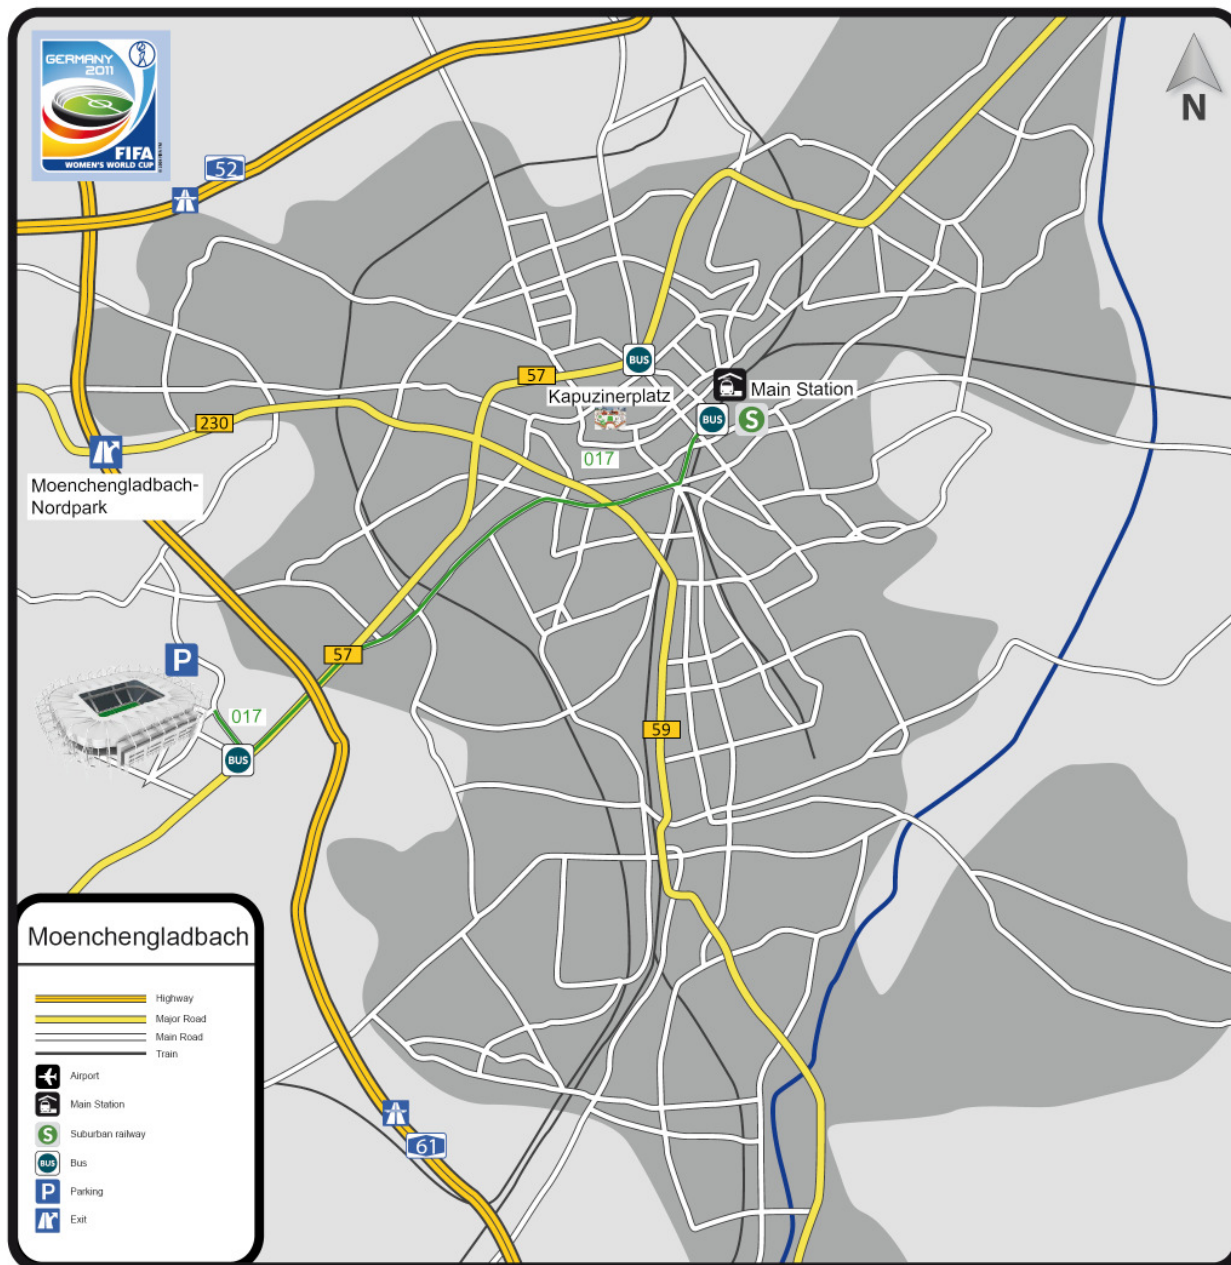 GERMANY
2011
FIFA
WOMEN'S WORLD CUP
N
52
57
BUS
Kapuzinerplatz
Main Station
BUS
S
230
017
Moenchengladbach-
Nordpark
57
P
017
BUS
59
Moenchengladbach
Highway
Major Road
Main Road
Train
Airport
Main Station
S
Suburban railway
BUS
Bus
P
Parking
Exit
61